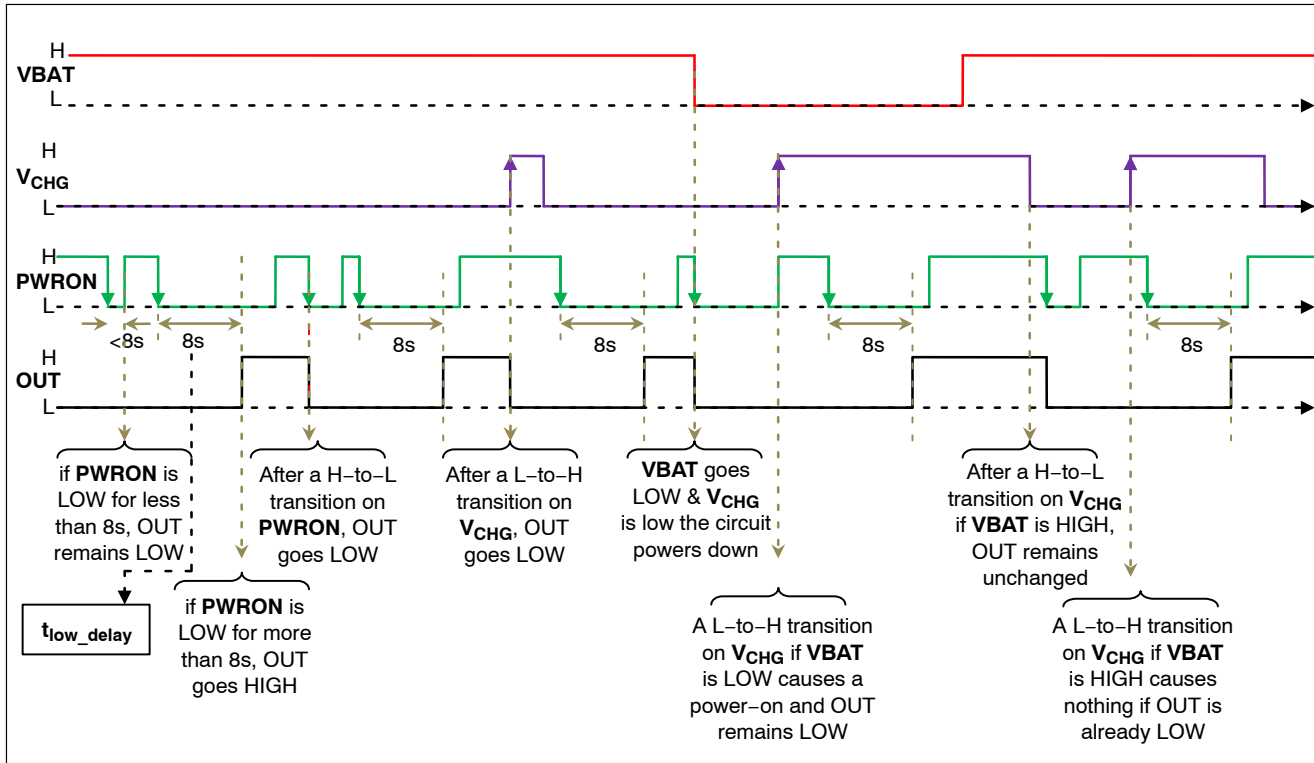 H
VBAT
L
H
VCHG
L
H
PWRON
L
<8s
8s
8s
8s
8s
8s
H
OUT
L
if PWRON is
LOW for less
than 8s, OUT
remains LOW
After a H−to−L
transition on
PWRON, OUT
goes LOW
After a L−to−H
transition on
VCHG, OUT
goes LOW
VBAT goes
LOW & VCHG
is low the circuit
powers down
After a H−to−L
transition on VCHG
if VBAT is HIGH,
OUT remains
unchanged
tlow_delay
if PWRON is
LOW for more
than 8s, OUT
goes HIGH
A L−to−H transition
on VCHG if VBAT
is LOW causes a
power−on and OUT
remains LOW
A L−to−H transition
on VCHG if VBAT
is HIGH causes
nothing if OUT is
already LOW